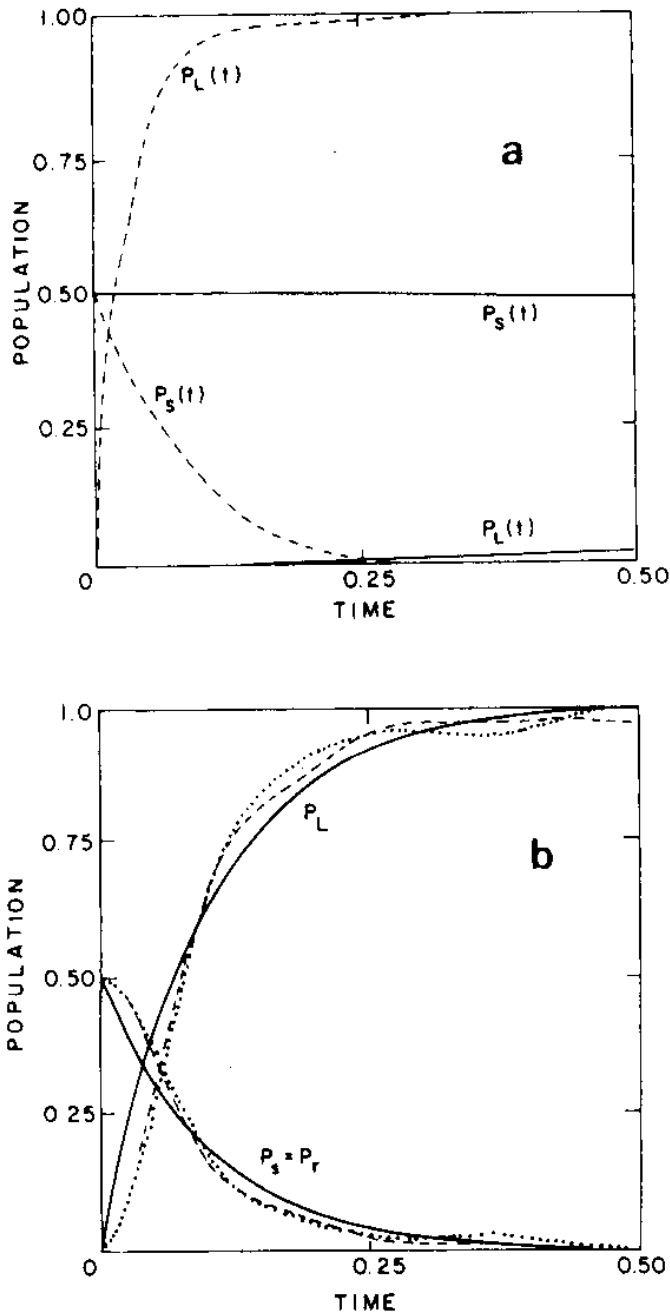 1.00
P_L(t)
a
0.75
POPULATION
0.50
P_S(t)
P_S(t)
0.25
P_L(t)
0
0
0.25
0.50
TIME
1.0
P_L
b
0.75
POPULATION
0.50
0.25
P_s = P_r
0
0.25
0.50
TIME